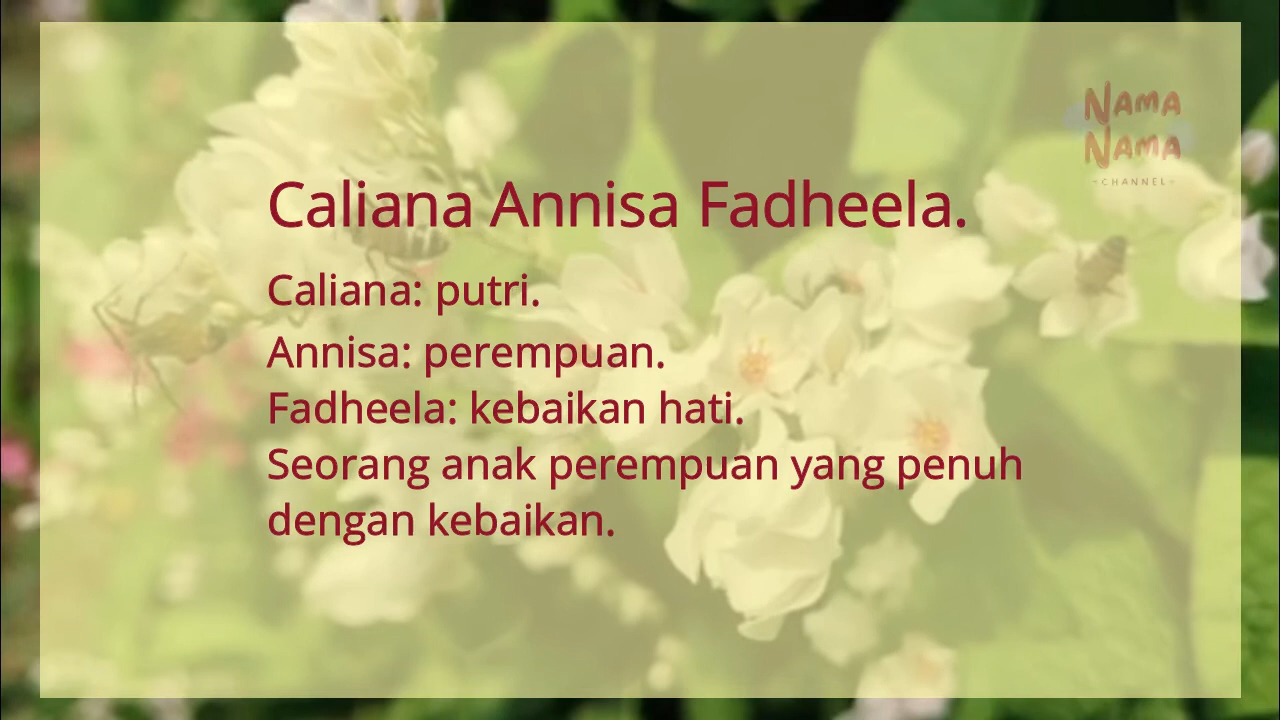 NAMA
NAMA
-CHANNEL-
Caliana Annisa Fadheela.
Caliana: putri.
Annisa: perempuan.
Fadheela: kebaikan hati.
Seorang anak perempuan yang penuh
dengan kebaikan.